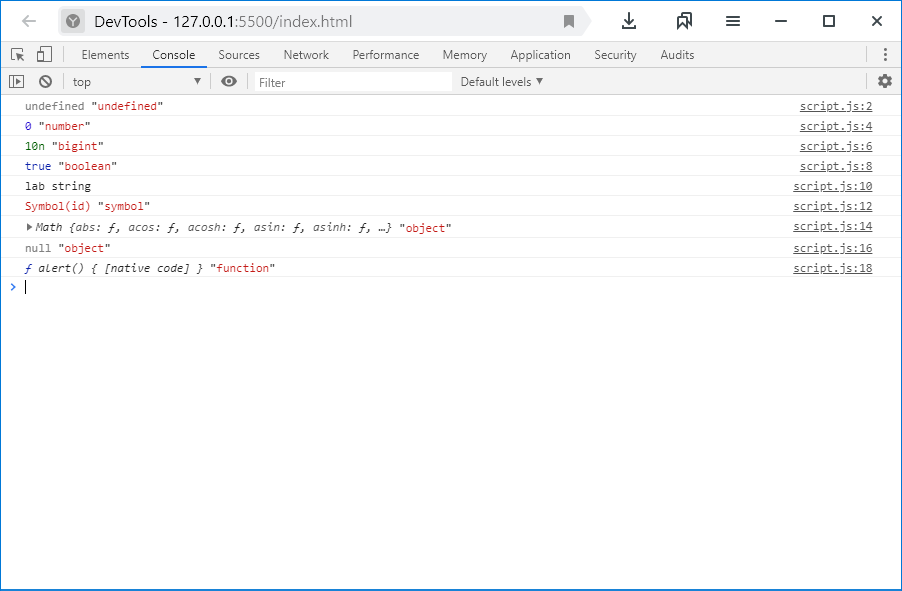 DevTools - 127.0.0.1:5500/index.html
Elements Console Sources Network Performance Memory Application Security Audits
top Filter Default levels
undefined "undefined" script.js:2
0 "number" script.js:4
10n "bigint" script.js:6
true "boolean" script.js:8
lab string script.js:10
Symbol(id) "symbol" script.js:12
Math {abs: ƒ, acos: ƒ, acosh: ƒ, asin: ƒ, asinh: ƒ, …} "object" script.js:14
null "object" script.js:16
ƒ alert() { [native code] } "function" script.js:18